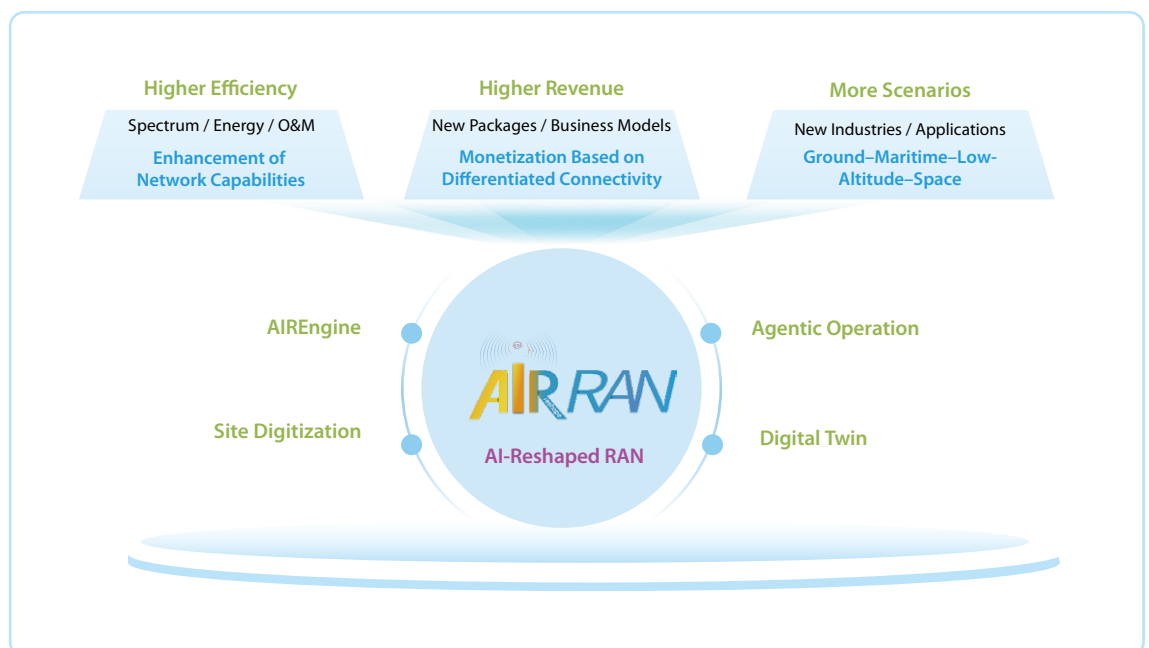 Higher Efficiency
Spectrum / Energy / O&M
Enhancement of
Network Capabilities
Higher Revenue
New Packages / Business Models
Monetization Based on
Differentiated Connectivity
More Scenarios
New Industries / Applications
Ground–Maritime–Low-
Altitude–Space
AIREngine
Site Digitization
AIR RAN
AI-Reshaped RAN
Agentic Operation
Digital Twin